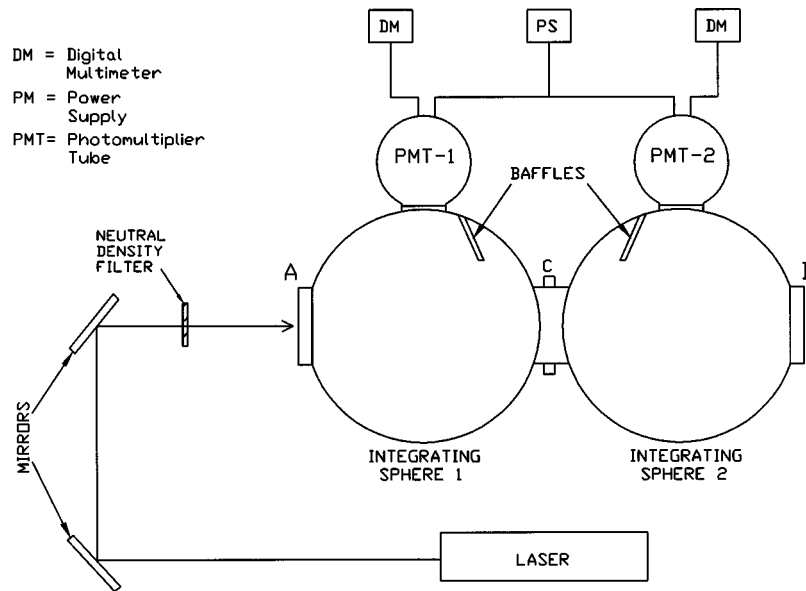 DM
PS
DM
DM = Digital
Multimeter
PM = Power
Supply
PMT= Photomultiplier
Tube
PMT-1
PMT-2
BAFFLES
NEUTRAL
DENSITY
FILTER
A
C
MIRRORS
INTEGRATING
SPHERE 1
INTEGRATING
SPHERE 2
LASER